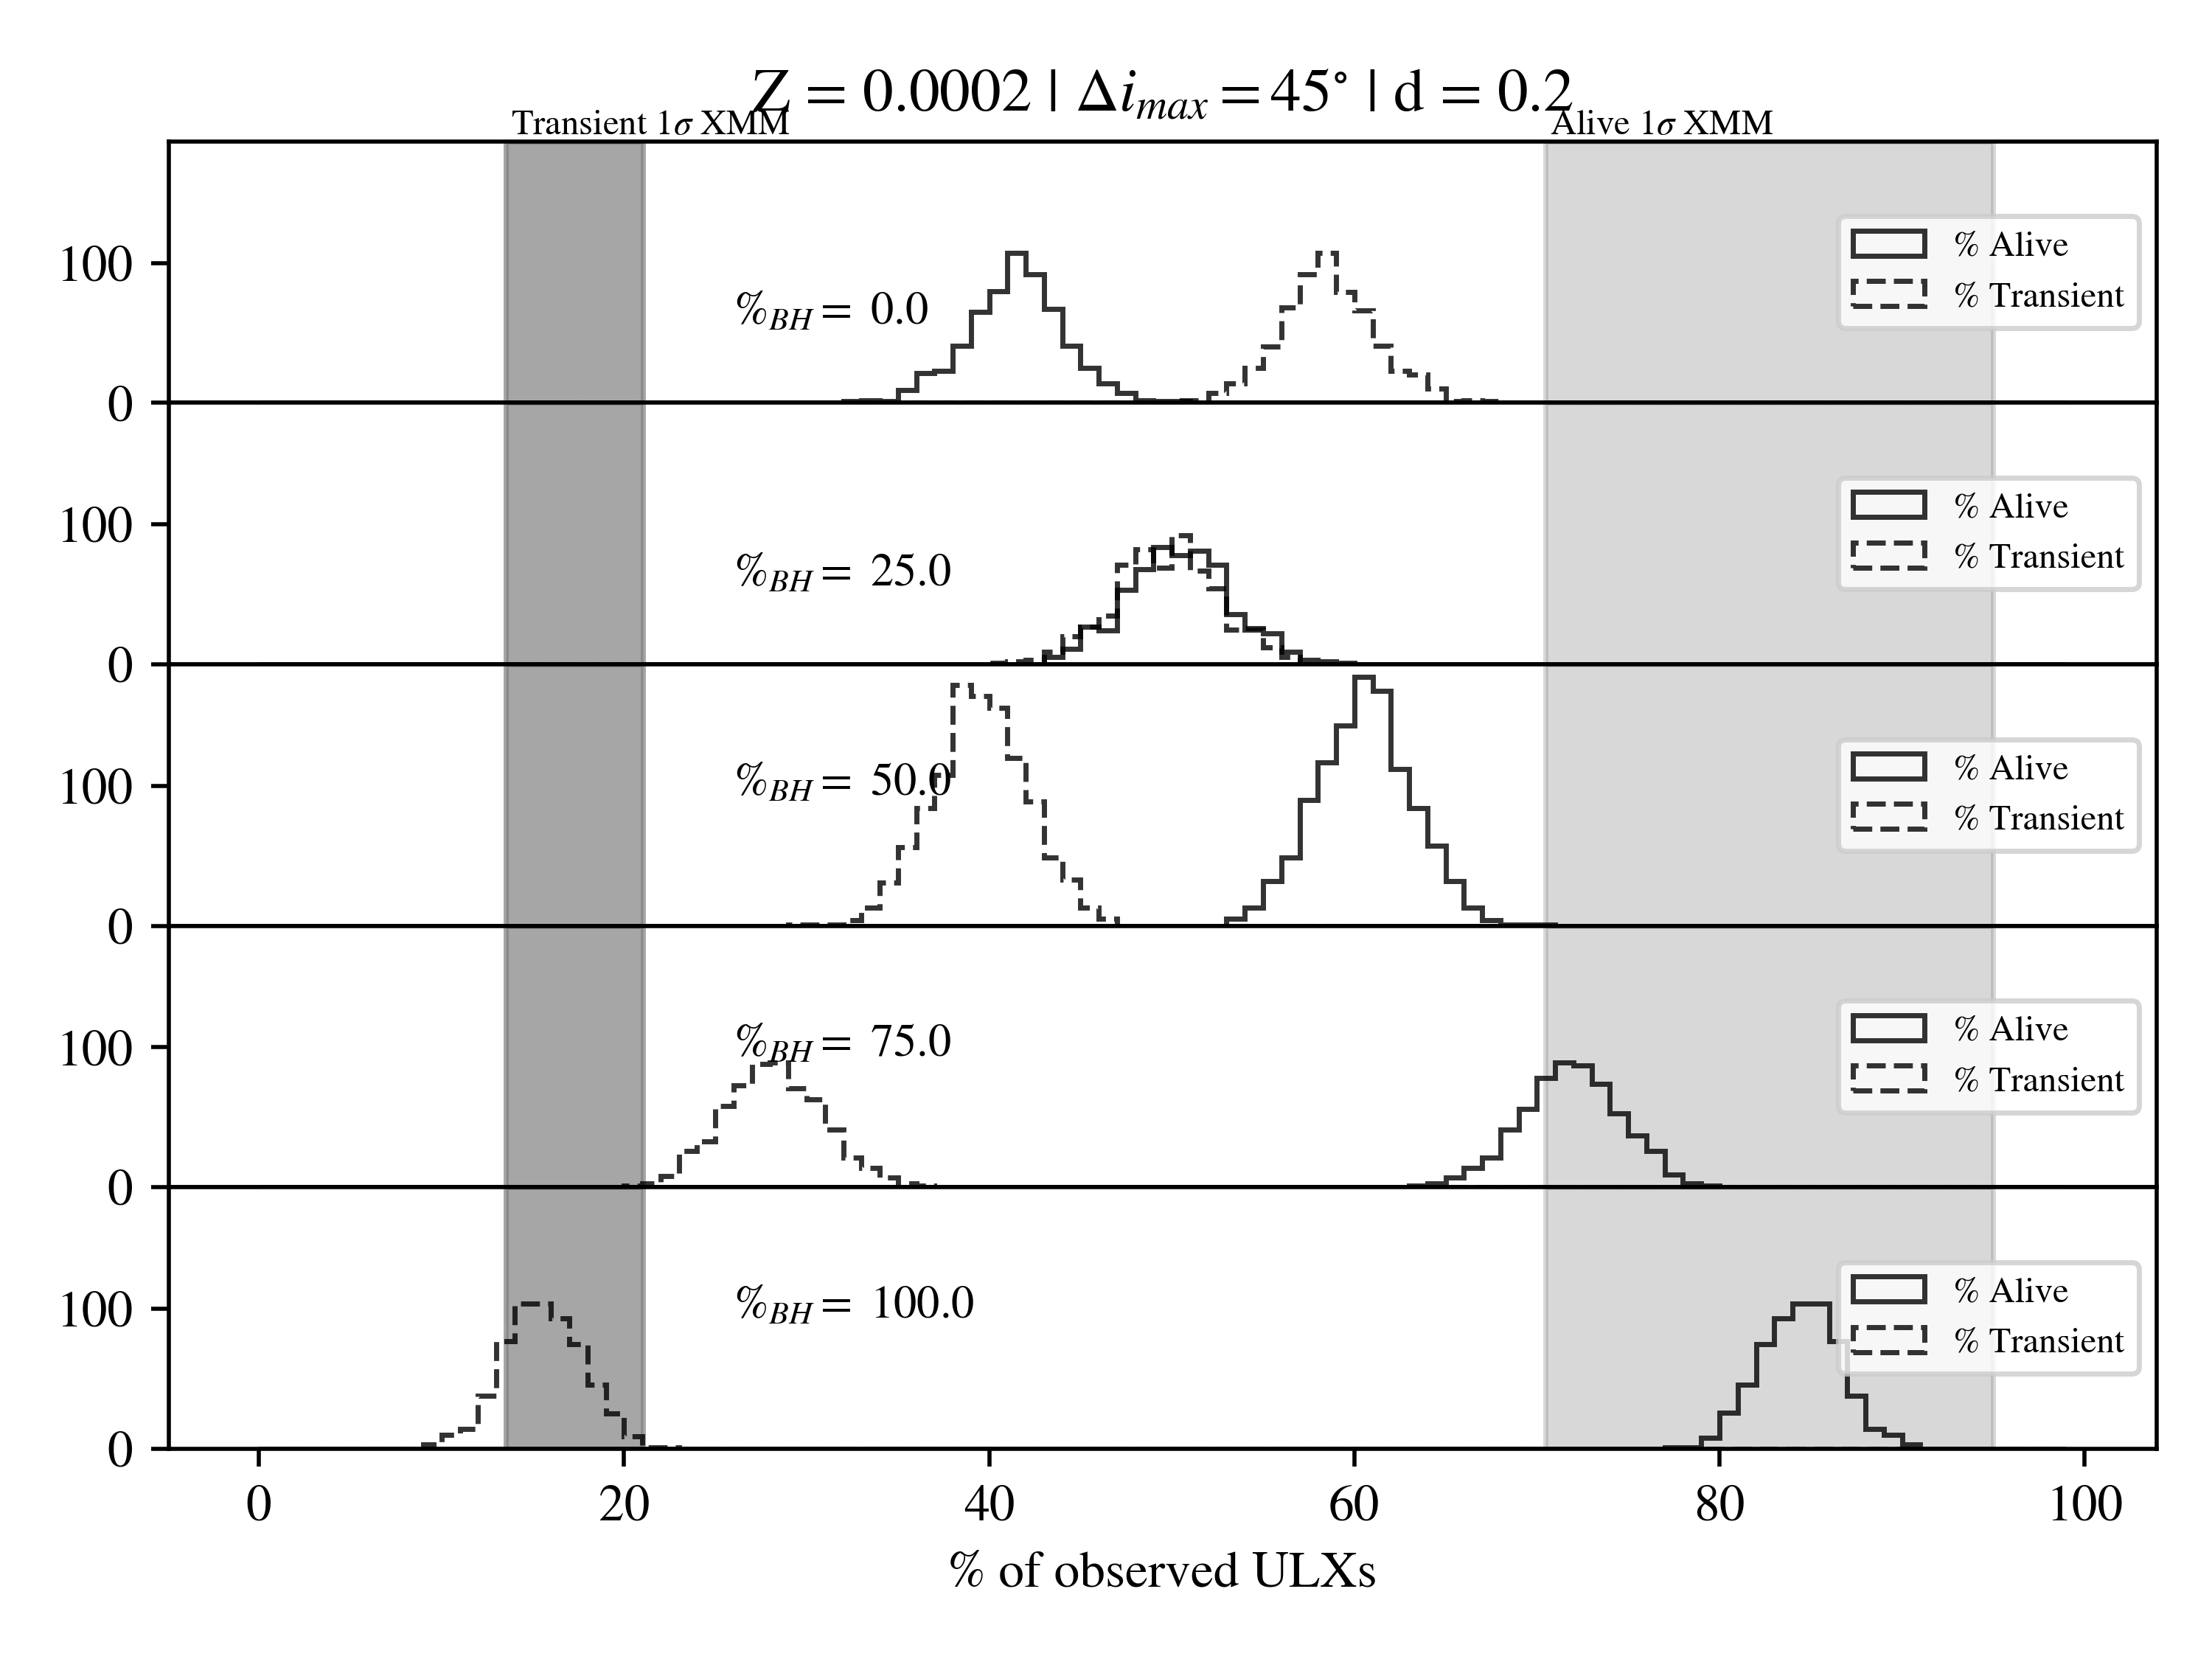 Z = 0.0002 | Δi_max = 45° | d = 0.2
Transient 1σ XMM
Alive 1σ XMM
100
0
%_BH = 0.0
% Alive
% Transient
100
0
%_BH = 25.0
% Alive
% Transient
100
0
%_BH = 50.0
% Alive
% Transient
100
0
%_BH = 75.0
% Alive
% Transient
100
0
%_BH = 100.0
% Alive
% Transient
0 20 40 60 80 100
% of observed ULXs